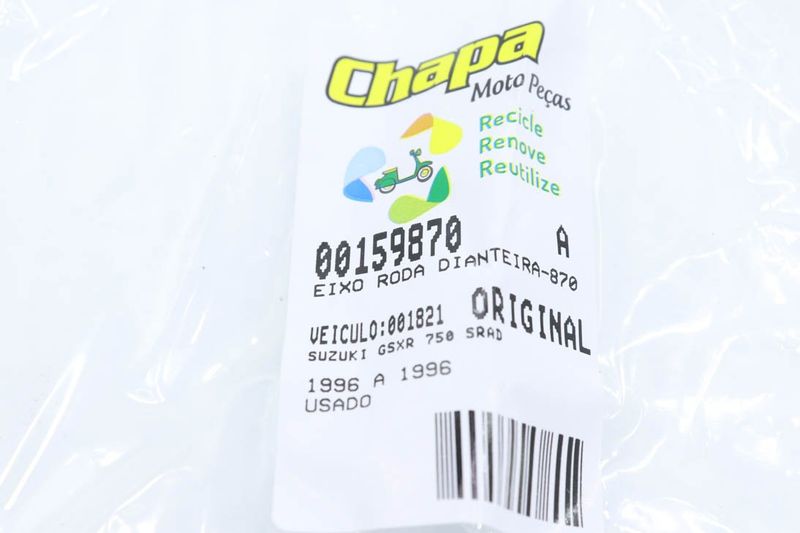 Chapa
Moto Peças
Recicle
Renove
Reutilize
00159870 A
EIXO RODA DIANTEIRA-870
VEICULO:001821 ORIGINAL
SUZUKI GSXR 750 SRAD
1996 A 1996
USADO